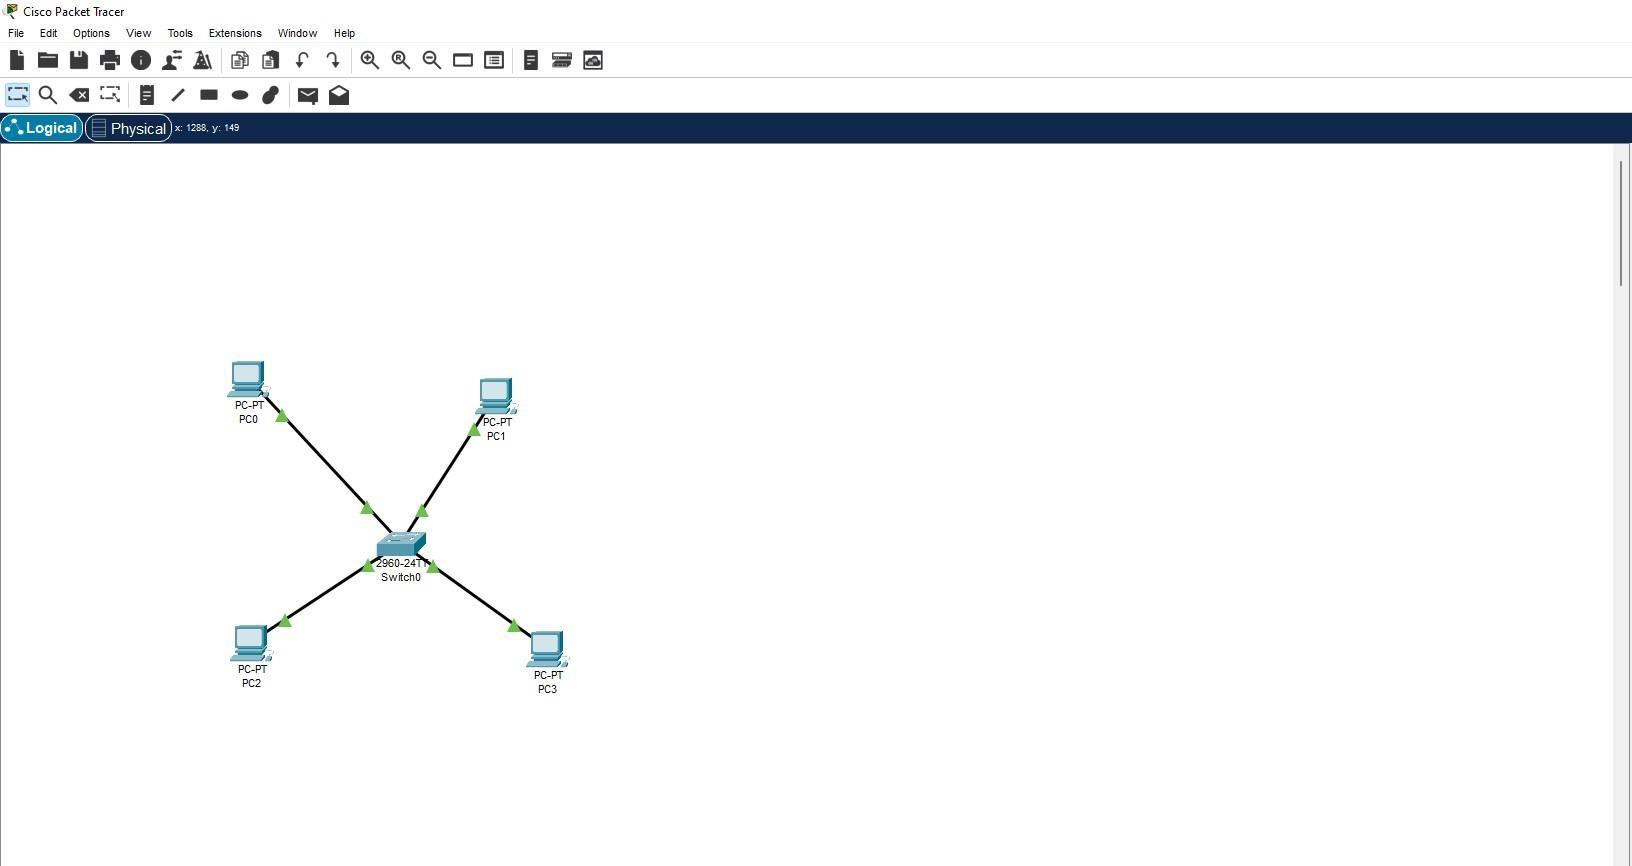 Cisco Packet Tracer
File Edit Options View Tools Extensions Window Help
Logical Physical x: 1288, y: 149
PC-PT
PC0
PC-PT
PC1
2960-24TT
Switch0
PC-PT
PC2
PC-PT
PC3